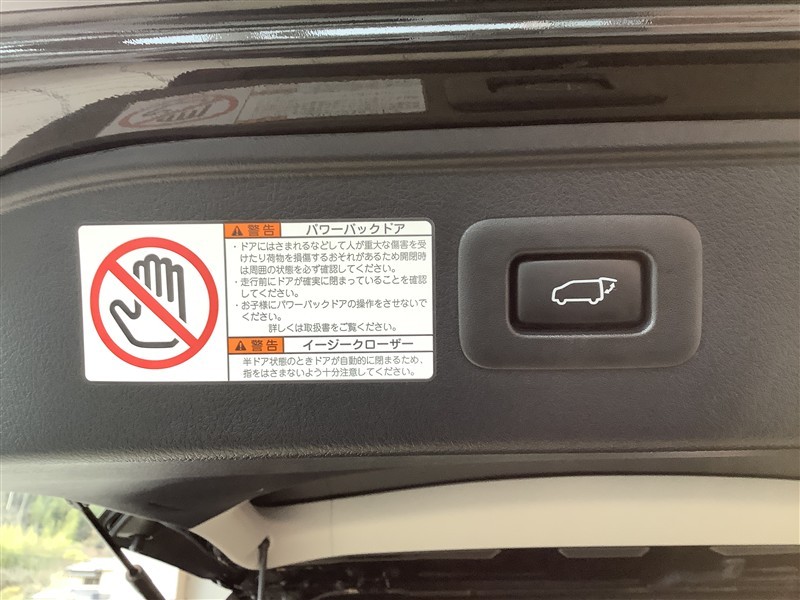 警告 パワーバックドア
・ドアにはさまれるなどして人が重大な傷害を受
けたり荷物を損傷するおそれがあるため開閉時
は周囲の状態を必ず確認してください。
・走行前にドアが確実に閉まっていることを確認
してください。
・お子様にパワーバックドアの操作をさせないで
ください。
詳しくは取扱書をご覧ください。
警告 イージークローザー
半ドア状態のときドアが自動的に閉まるため、
指をはさまないよう十分注意してください。